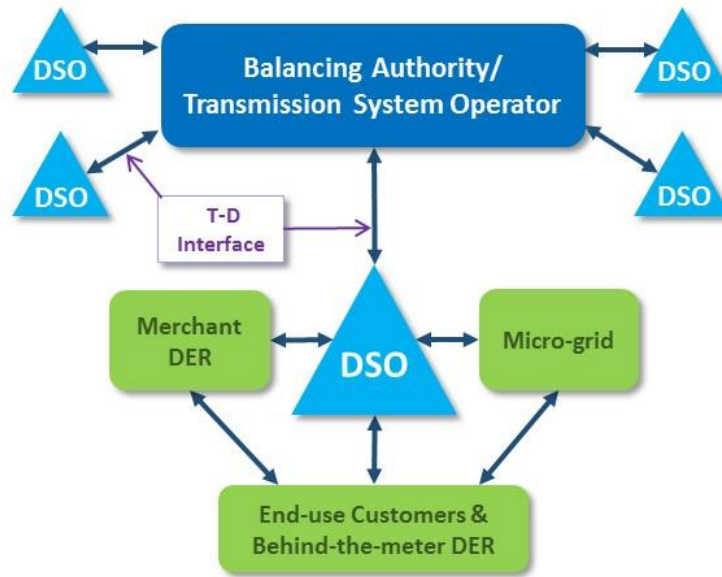 DSO
Balancing Authority/
Transmission System Operator
DSO
DSO
DSO
T-D
Interface
Merchant
DER
DSO
Micro-grid
End-use Customers &
Behind-the-meter DER